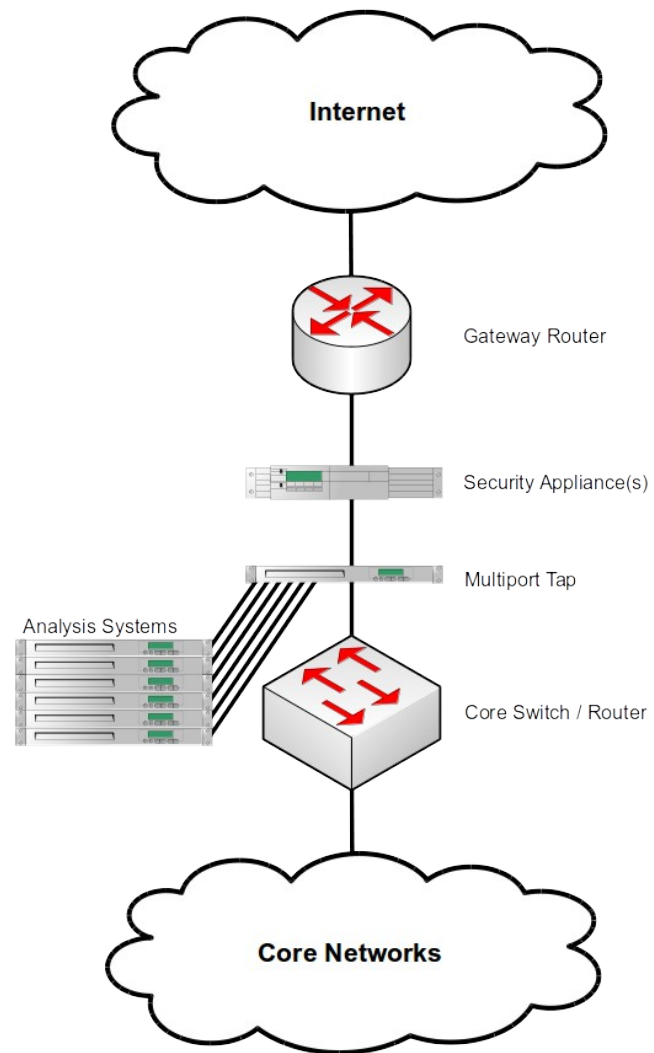 Internet
Gateway Router
Security Appliance(s)
Multiport Tap
Analysis Systems
Core Switch / Router
Core Networks